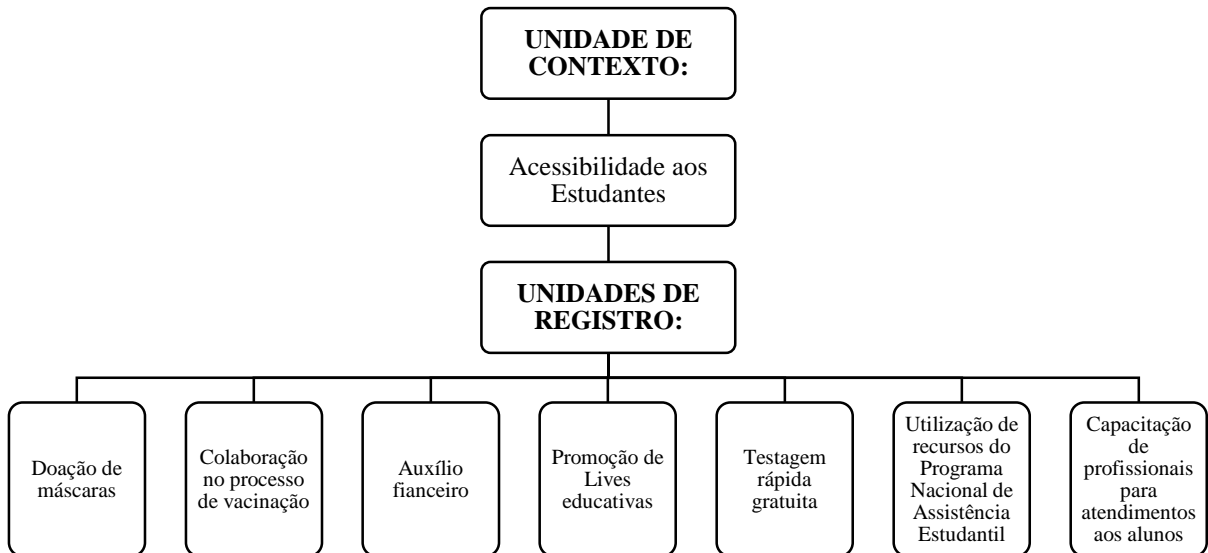 UNIDADE DE
CONTEXTO:
Acessibilidade aos
Estudantes
UNIDADES DE
REGISTRO:
Doação de
máscaras
Colaboração
no processo
de vacinação
Auxílio
fianceiro
Promoção de
Lives
educativas
Testagem
rápida
gratuita
Utilização de
recursos do
Programa
Nacional de
Assistência
Estudantil
Capacitação
de
profissionais
para
atendimentos
aos alunos